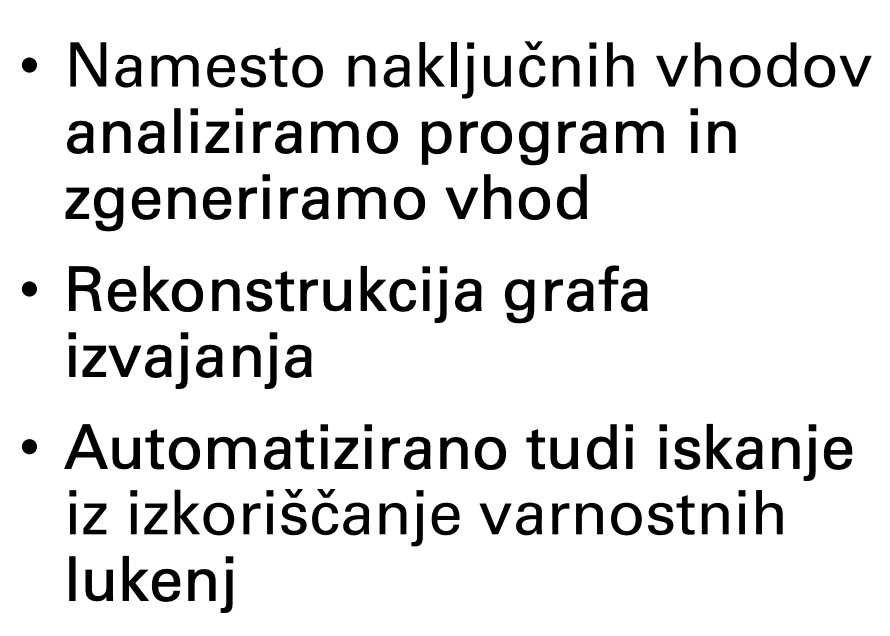 • Namesto naključnih vhodov
analiziramo program in
zgeneriramo vhod
• Rekonstrukcija grafa
izvajanja
• Automatizirano tudi iskanje
iz izkoriščanje varnostnih
lukenj